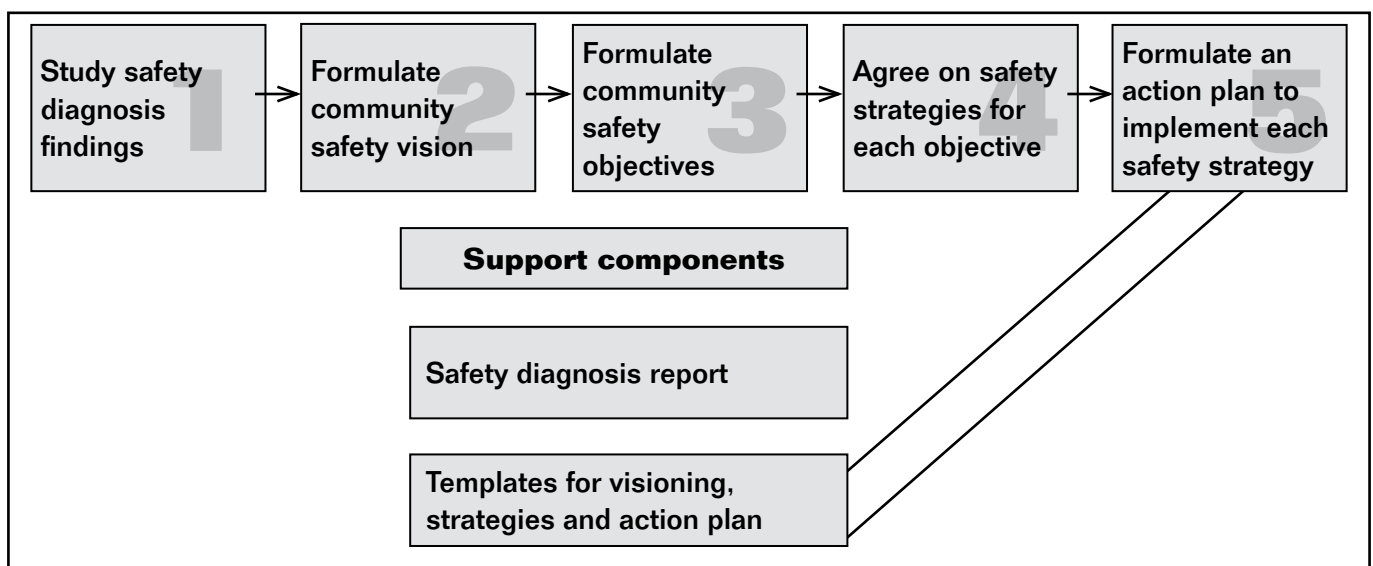 1
Study safety
diagnosis
findings
2
Formulate
community
safety vision
3
Formulate
community
safety
objectives
4
Agree on safety
strategies for
each objective
5
Formulate an
action plan to
implement each
safety strategy
Support components
Safety diagnosis report
Templates for visioning,
strategies and action plan